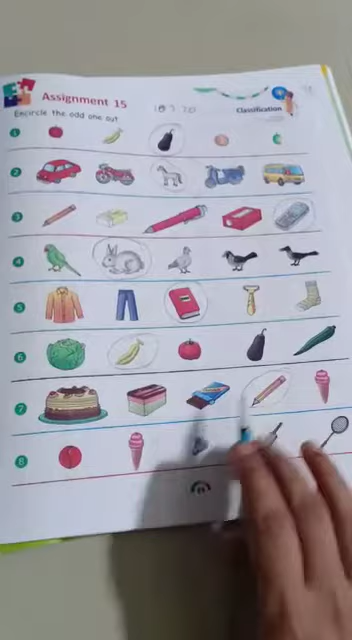 Assignment 15
Classification
Encircle the odd one out
1
2
3
4
5
6
7
8